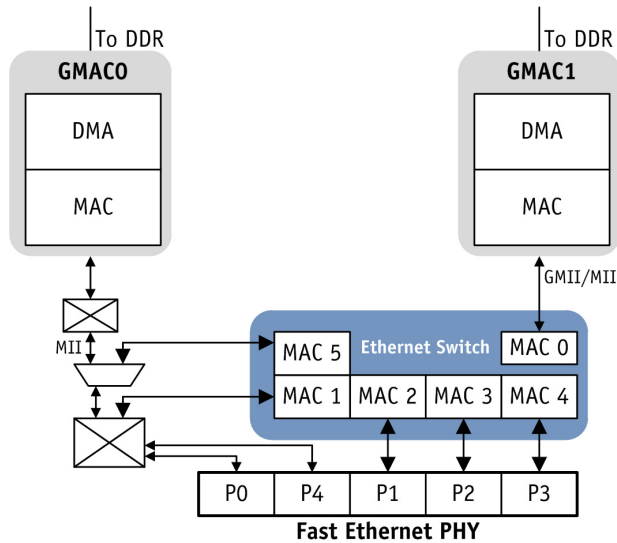 To DDR
To DDR
GMAC0
GMAC1
DMA
DMA
MAC
MAC
GMII/MII
MII
MAC 5
Ethernet Switch
MAC 0
MAC 1
MAC 2
MAC 3
MAC 4
P0
P4
P1
P2
P3
Fast Ethernet PHY